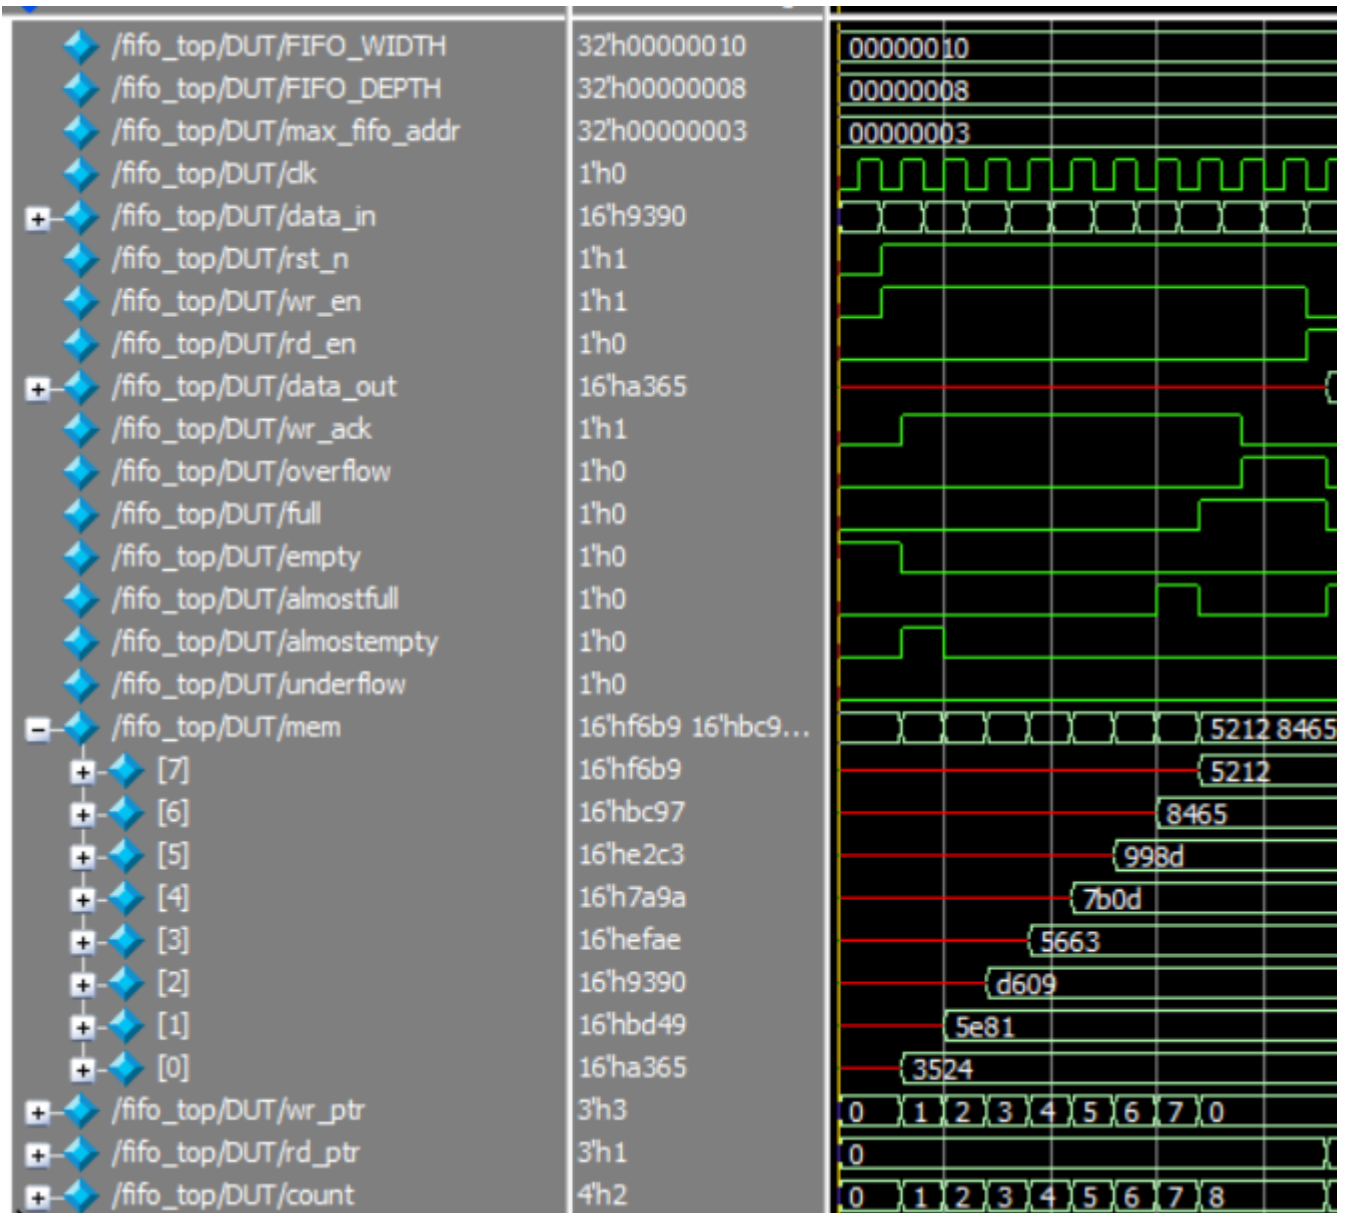 /fifo_top/DUT/FIFO_WIDTH 32'h00000010 00000010
/fifo_top/DUT/FIFO_DEPTH 32'h00000008 00000008
/fifo_top/DUT/max_fifo_addr 32'h00000003 00000003
/fifo_top/DUT/clk 1'h0
/fifo_top/DUT/data_in 16'h9390
/fifo_top/DUT/rst_n 1'h1
/fifo_top/DUT/wr_en 1'h1
/fifo_top/DUT/rd_en 1'h0
/fifo_top/DUT/data_out 16'ha365
/fifo_top/DUT/wr_ack 1'h1
/fifo_top/DUT/overflow 1'h0
/fifo_top/DUT/full 1'h0
/fifo_top/DUT/empty 1'h0
/fifo_top/DUT/almostfull 1'h0
/fifo_top/DUT/almostempty 1'h0
/fifo_top/DUT/underflow 1'h0
/fifo_top/DUT/mem 16'hf6b9 16'hbc9... 5212 8465
[7] 16'hf6b9 5212
[6] 16'hbc97 8465
[5] 16'he2c3 998d
[4] 16'h7a9a 7b0d
[3] 16'hefae 5663
[2] 16'h9390 d609
[1] 16'hbd49 5e81
[0] 16'ha365 3524
/fifo_top/DUT/wr_ptr 3'h3 0 1 2 3 4 5 6 7 0
/fifo_top/DUT/rd_ptr 3'h1 0
/fifo_top/DUT/count 4'h2 0 1 2 3 4 5 6 7 8